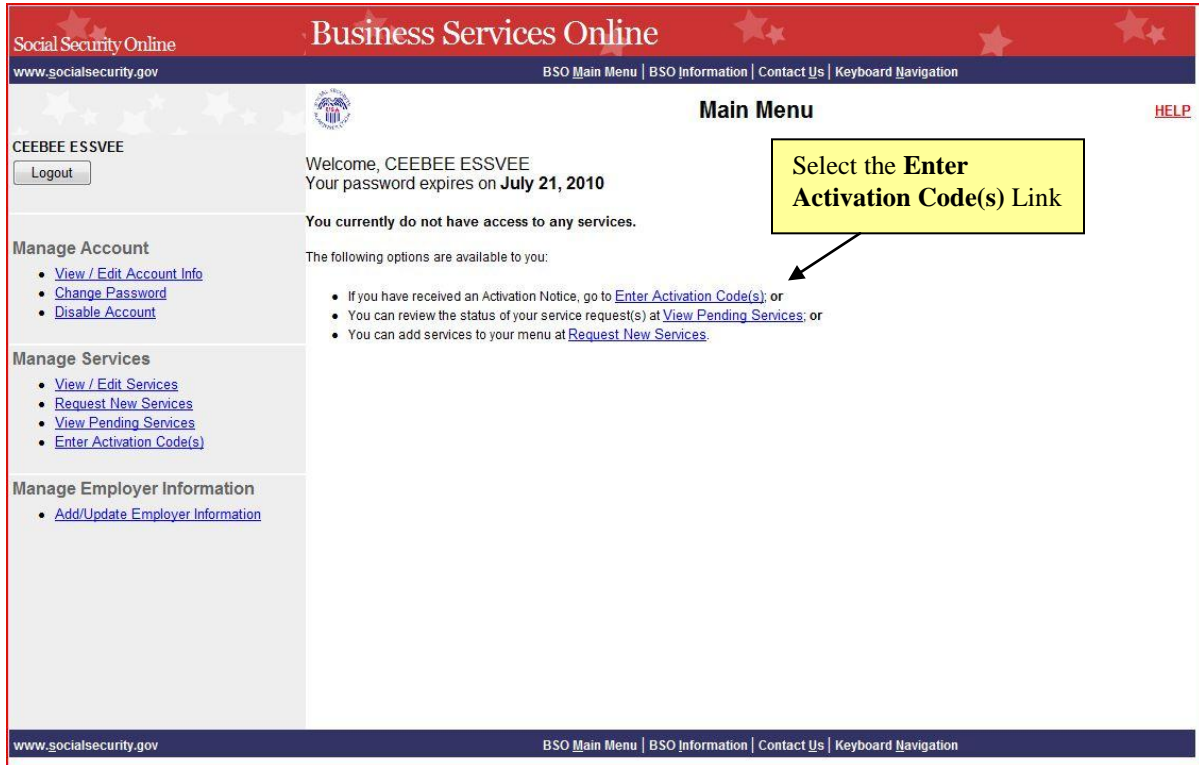 Social Security Online
Business Services Online
www.socialsecurity.gov
BSO Main Menu | BSO Information | Contact Us | Keyboard Navigation
Main Menu
HELP
CEEBEE ESSVEE
Logout
Manage Account
• View / Edit Account Info
• Change Password
• Disable Account
Manage Services
• View / Edit Services
• Request New Services
• View Pending Services
• Enter Activation Code(s)
Manage Employer Information
• Add/Update Employer Information
Welcome, CEEBEE ESSVEE
Your password expires on July 21, 2010
You currently do not have access to any services.
The following options are available to you:
• If you have received an Activation Notice, go to Enter Activation Code(s); or
• You can review the status of your service request(s) at View Pending Services; or
• You can add services to your menu at Request New Services.
Select the Enter
Activation Code(s) Link
www.socialsecurity.gov
BSO Main Menu | BSO Information | Contact Us | Keyboard Navigation